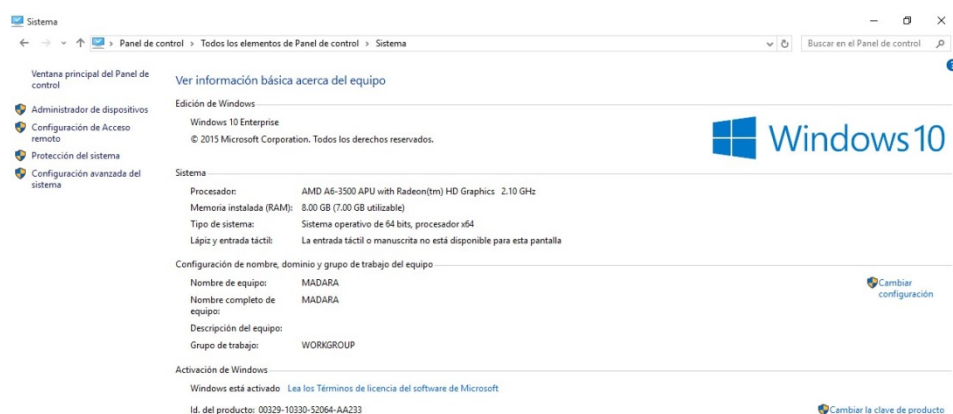 Sistema
Panel de control > Todos los elementos de Panel de control > Sistema
Buscar en el Panel de control
Ventana principal del Panel de
control
Administrador de dispositivos
Configuración de Acceso
remoto
Protección del sistema
Configuración avanzada del
sistema
Ver información básica acerca del equipo
Edición de Windows
Windows 10 Enterprise
© 2015 Microsoft Corporation. Todos los derechos reservados.
Windows 10
Sistema
Procesador: AMD A6-3500 APU with Radeon(tm) HD Graphics 2.10 GHz
Memoria instalada (RAM): 8.00 GB (7.00 GB utilizable)
Tipo de sistema: Sistema operativo de 64 bits, procesador x64
Lápiz y entrada táctil: La entrada táctil o manuscrita no está disponible para esta pantalla
Configuración de nombre, dominio y grupo de trabajo del equipo
Nombre de equipo: MADARA
Cambiar
configuración
Nombre completo de
equipo: MADARA
Descripción del equipo:
Grupo de trabajo: WORKGROUP
Activación de Windows
Windows está activado Lea los Términos de licencia del software de Microsoft
Id. del producto: 00329-10330-52064-AA233
Cambiar la clave de producto